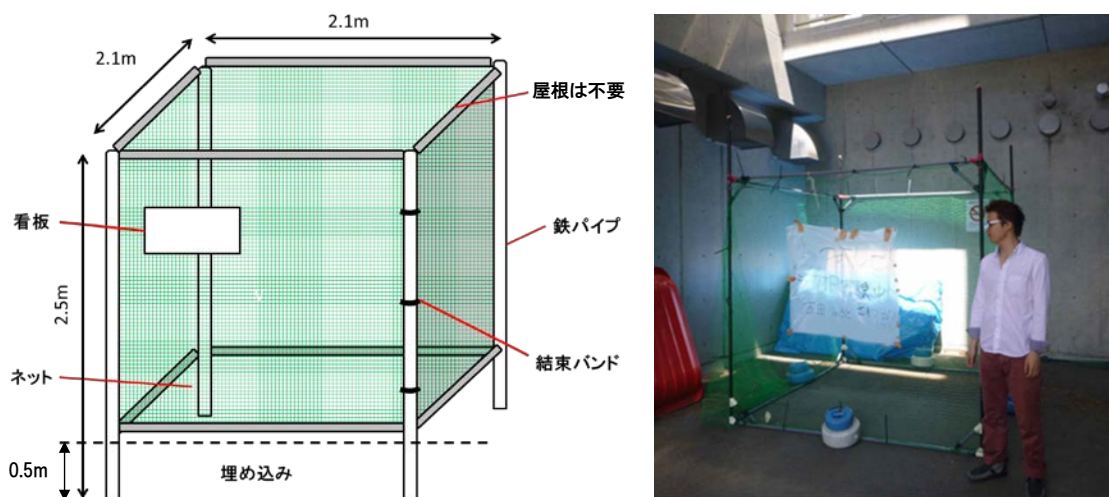 2.1m
2.1m
屋根は不要
看板
鉄パイプ
2.5m
ネット
結束バンド
0.5m
埋め込み